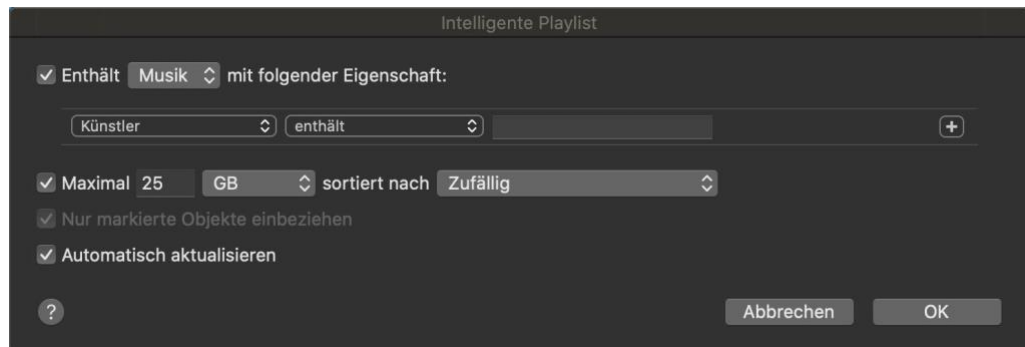 Intelligente Playlist
Enthält Musik mit folgender Eigenschaft:
Künstler enthält +
Maximal 25 GB sortiert nach Zufällig
Nur markierte Objekte einbeziehen
Automatisch aktualisieren
? Abbrechen OK